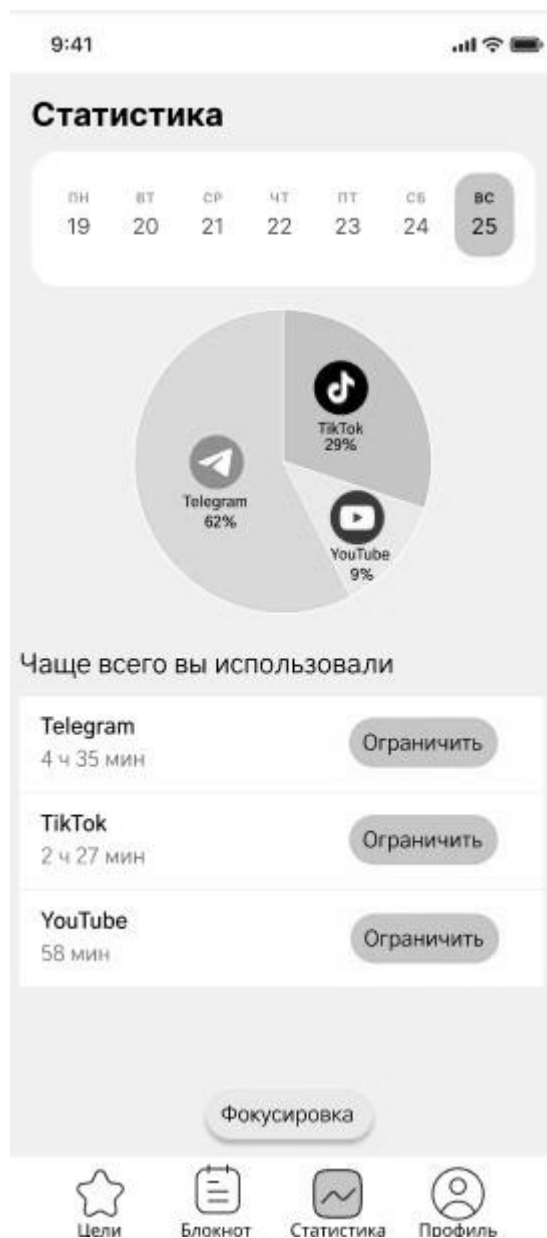 9:41
Статистика
ПН ВТ СР ЧТ ПТ СБ ВС
19 20 21 22 23 24 25
TikTok
29%
Telegram
62%
YouTube
9%
Чаще всего вы использовали
Telegram
4 ч 35 мин
Ограничить
TikTok
2 ч 27 мин
Ограничить
YouTube
58 мин
Ограничить
Фокусировка
Цели Блокнот Статистика Профиль